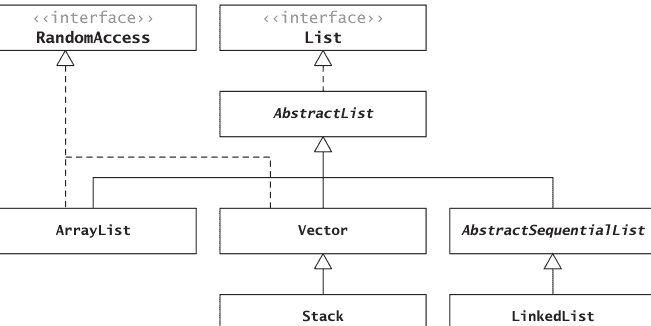 ‹‹interface››
RandomAccess
‹‹interface››
List
AbstractList
ArrayList
Vector
AbstractSequentialList
Stack
LinkedList